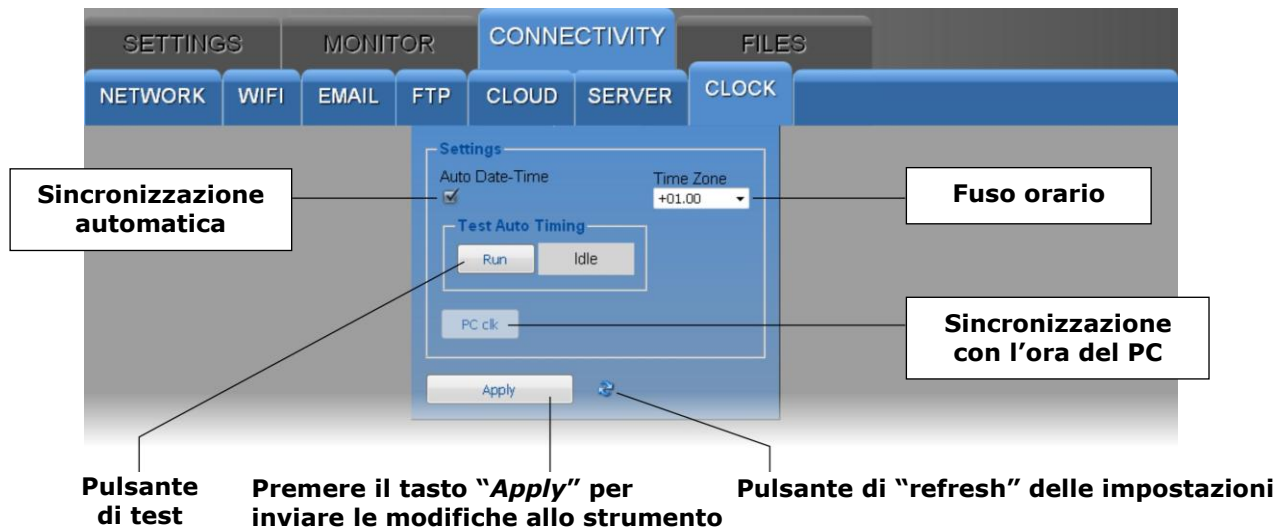 SETTINGS MONITOR CONNECTIVITY FILES
NETWORK WIFI EMAIL FTP CLOUD SERVER CLOCK
Settings
Auto Date-Time
Time Zone
+01.00
Test Auto Timing
Run
Idle
PC clk
Apply
Sincronizzazione
automatica
Fuso orario
Sincronizzazione
con l’ora del PC
Pulsante
di test
Premere il tasto “Apply” per
inviare le modifiche allo strumento
Pulsante di “refresh” delle impostazioni